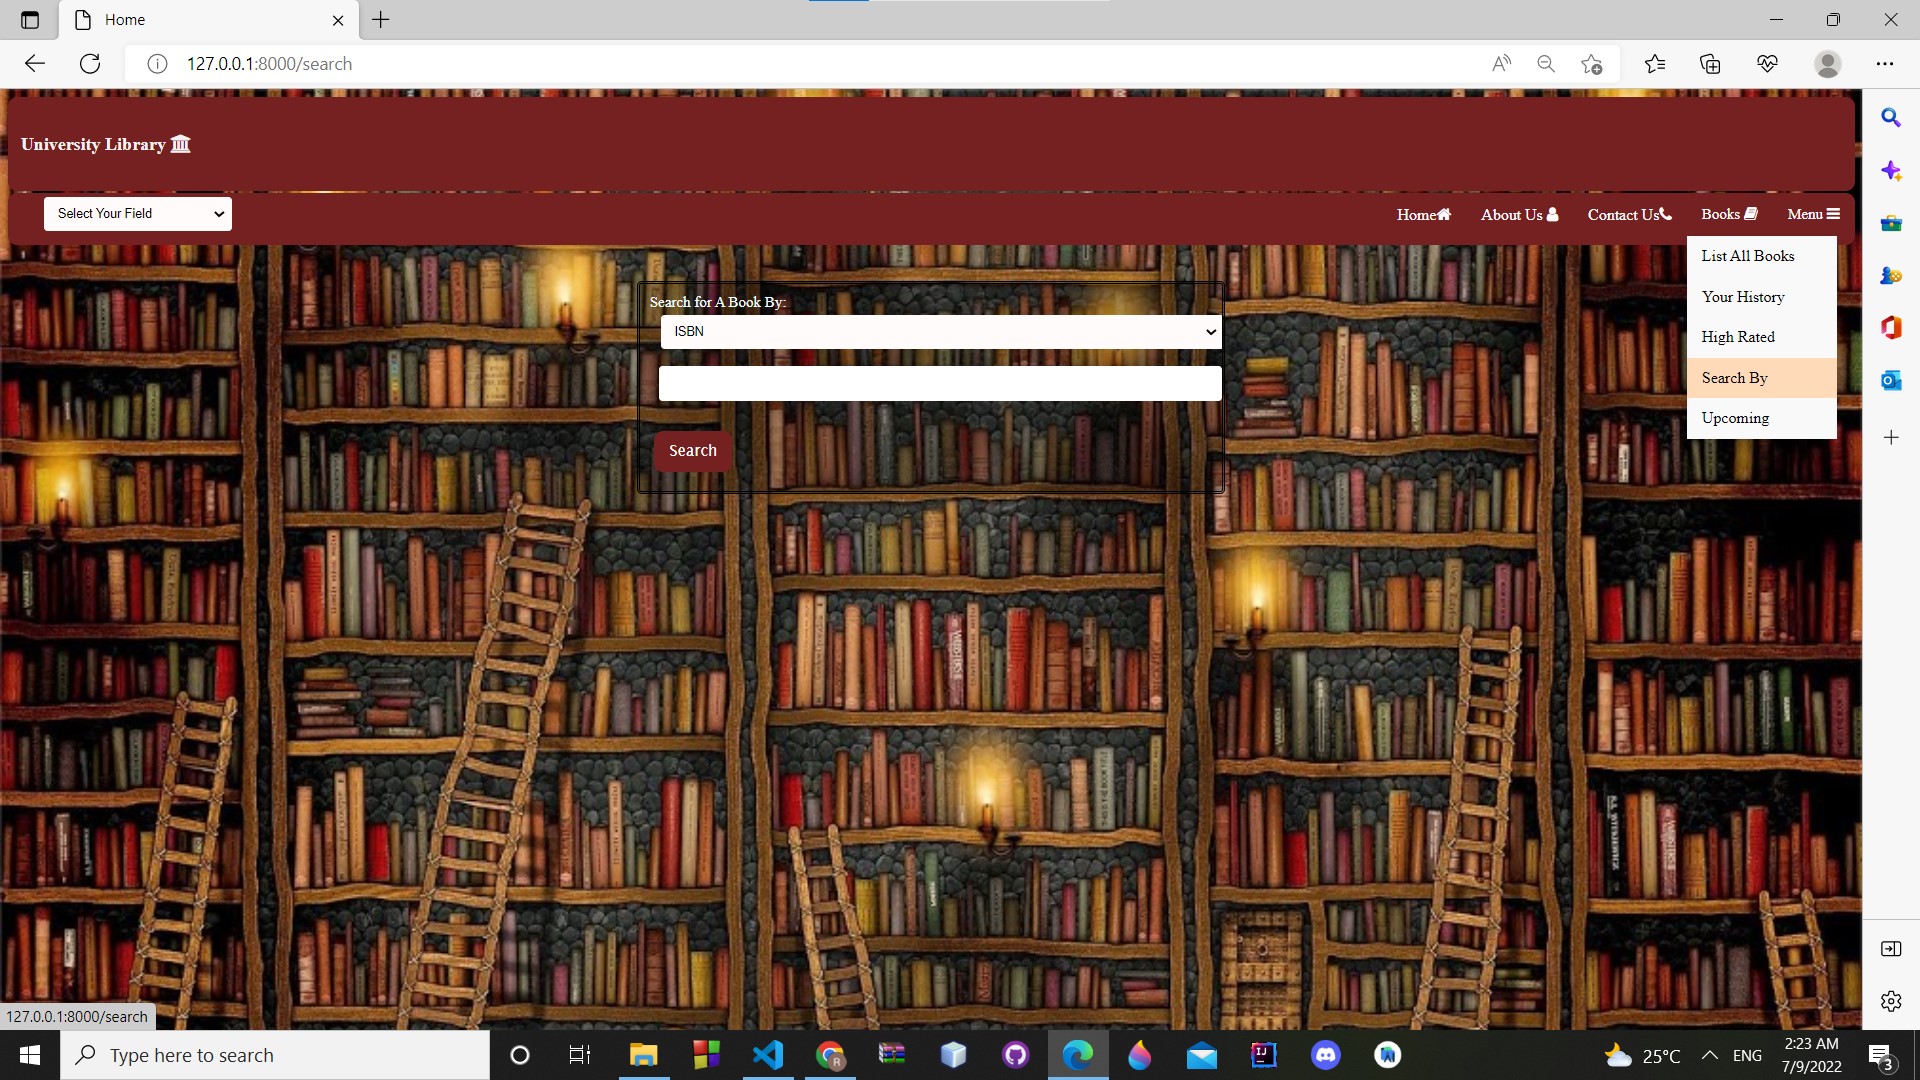 Home
127.0.0.1:8000/search
University Library
Select Your Field
Home
About Us
Contact Us
Books
Menu
List All Books
Your History
High Rated
Search By
Upcoming
Search for A Book By:
ISBN
Search
127.0.0.1:8000/search
Type here to search
25°C
ENG
2:23 AM
7/9/2022
3